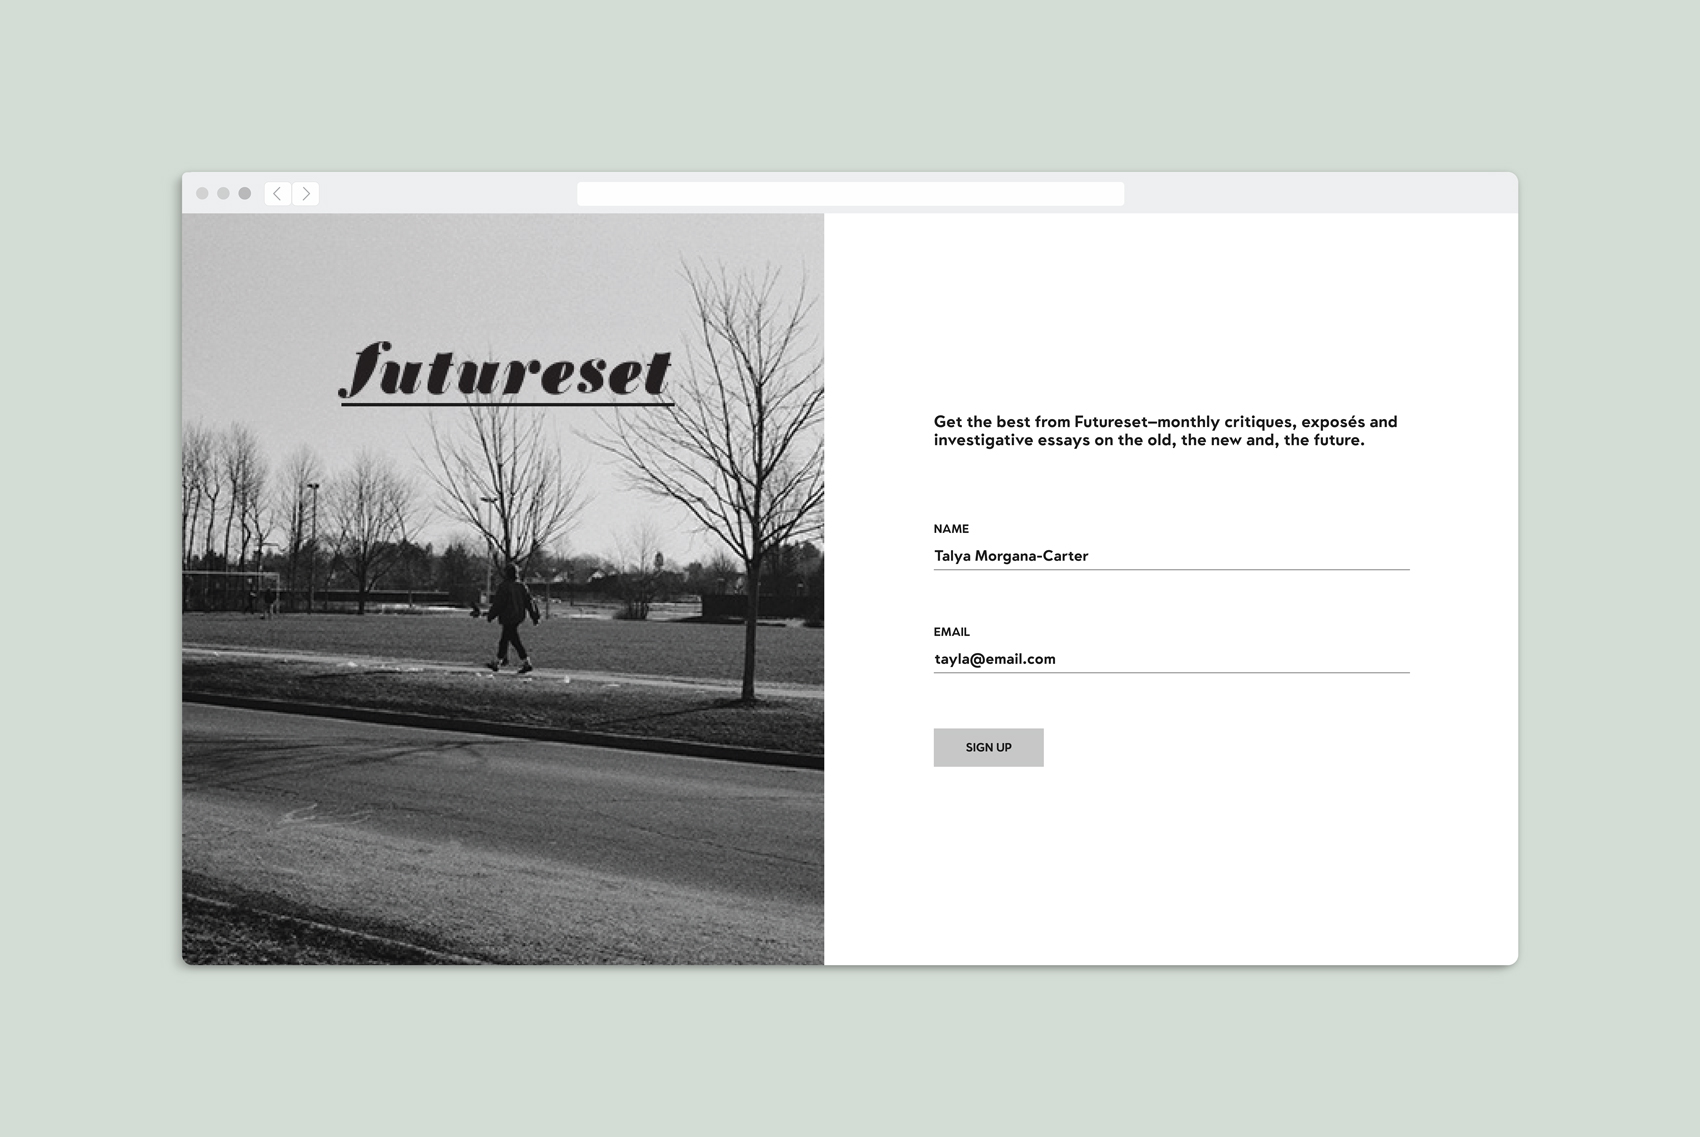 futureset
Get the best from Futureset—monthly critiques, exposés and
investigative essays on the old, the new and, the future.
NAME
Talya Morgana-Carter
EMAIL
tayla@email.com
SIGN UP